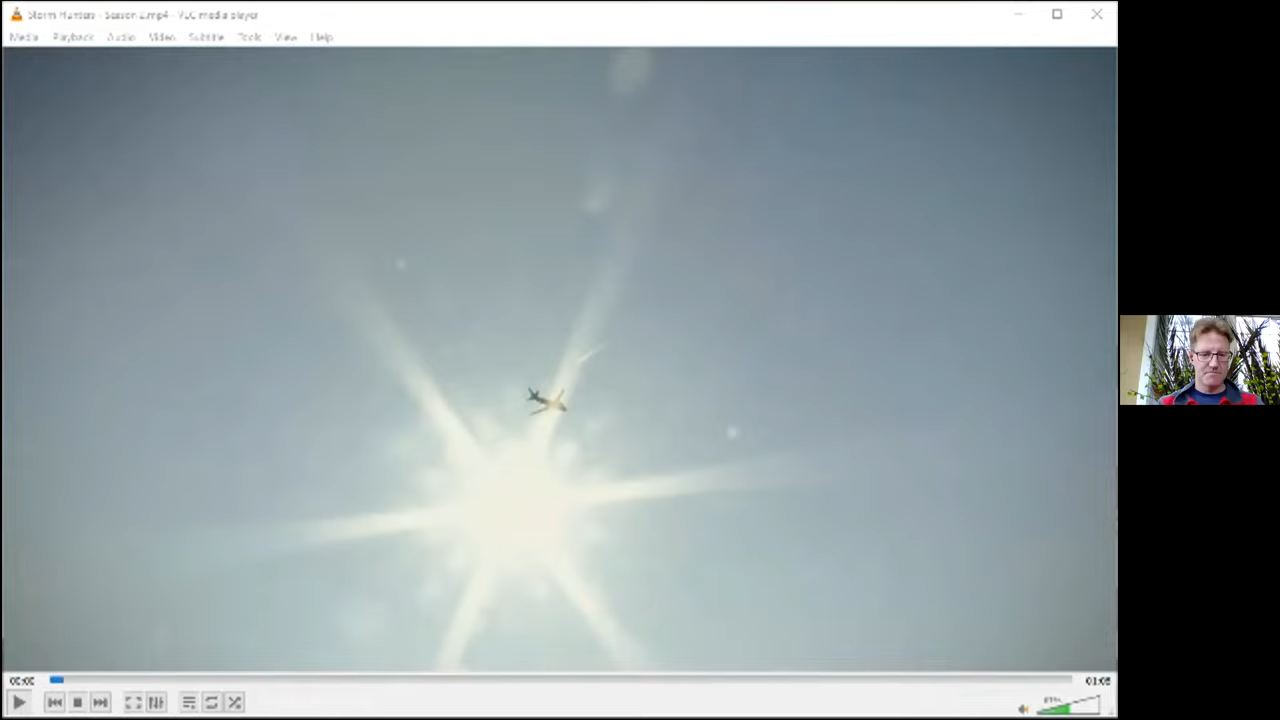 Storm Hunters - Season 2.mp4 - VLC media player
Media Playback Audio Video Subtitle Tools View Help
00:00 01:05